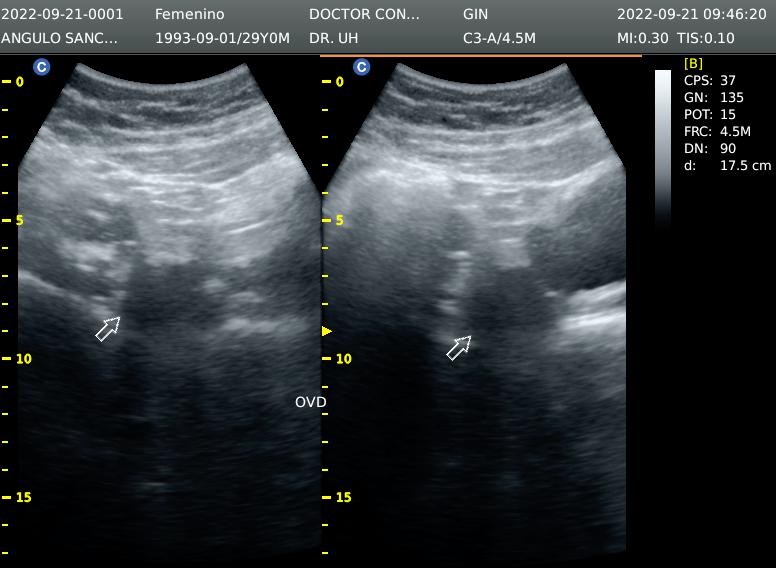 2022-09-21-0001 Femenino DOCTOR CON... GIN 2022-09-21 09:46:20
ANGULO SANC... 1993-09-01/29Y0M DR. UH C3-A/4.5M MI:0.30 TIS:0.10
C C
0 0
5 5
10 10
15 15
OVD
[B]
CPS: 37
GN: 135
POT: 15
FRC: 4.5M
DN: 90
d: 17.5 cm